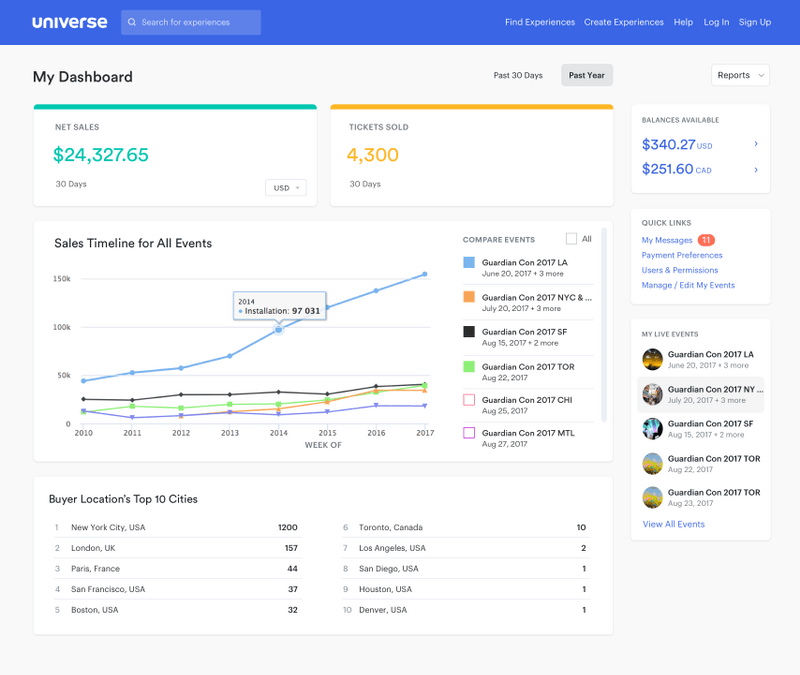 universe
Search for experiences
Find Experiences
Create Experiences
Help
Log In
Sign Up
My Dashboard
Past 30 Days
Past Year
Reports
NET SALES
$24,327.65
30 Days
USD
TICKETS SOLD
4,300
30 Days
BALANCES AVAILABLE
$340.27 USD
$251.60 CAD
QUICK LINKS
My Messages 11
Payment Preferences
Users & Permissions
Manage / Edit My Events
Sales Timeline for All Events
150k
100k
50k
0
2014
Installation: 97 031
2010 2011 2012 2013 2014 2015 2016 2017
WEEK OF
COMPARE EVENTS
All
Guardian Con 2017 LA
June 20, 2017 + 3 more
Guardian Con 2017 NYC & ...
July 20, 2017 + 3 more
Guardian Con 2017 SF
Aug 15, 2017 + 2 more
Guardian Con 2017 TOR
Aug 22, 2017
Guardian Con 2017 CHI
Aug 25, 2017
Guardian Con 2017 MTL
Aug 27, 2017
MY LIVE EVENTS
Guardian Con 2017 LA
June 20, 2017 + 3 more
Guardian Con 2017 NY ...
July 20, 2017 + 3 more
Guardian Con 2017 SF
Aug 15, 2017 + 2 more
Guardian Con 2017 TOR
Aug 22, 2017
Guardian Con 2017 TOR
Aug 23, 2017
View All Events
Buyer Location's Top 10 Cities
1 New York City, USA 1200
2 London, UK 157
3 Paris, France 44
4 San Francisco, USA 37
5 Boston, USA 32
6 Toronto, Canada 10
7 Los Angeles, USA 2
8 San Diego, USA 1
9 Houston, USA 1
10 Denver, USA 1